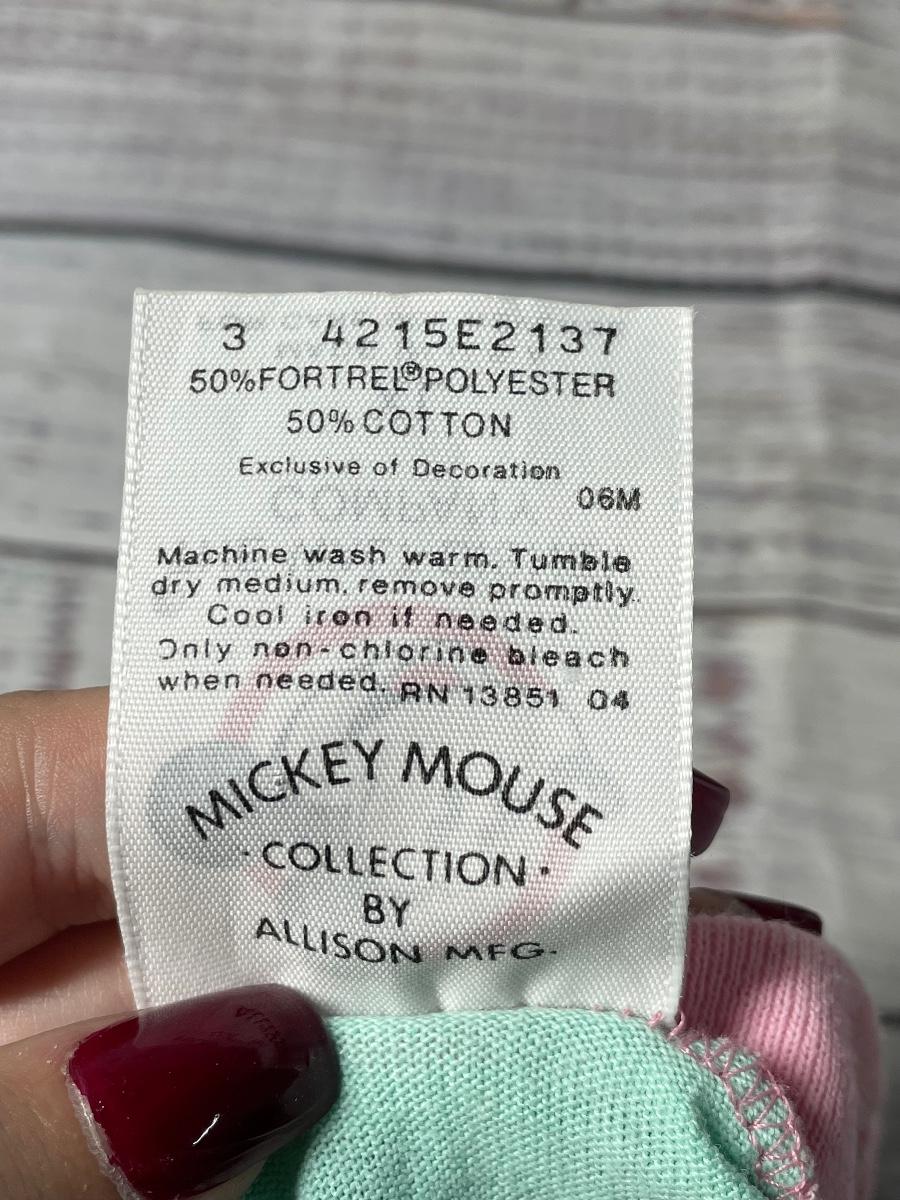 3 4215E2137
50%FORTREL®POLYESTER
50% COTTON
Exclusive of Decoration
06M
Machine wash warm. Tumble
dry medium, remove promptly.
Cool iron if needed.
Only non-chlorine bleach
when needed. RN 13851 04
MICKEY MOUSE
·COLLECTION·
BY
ALLISON MFG.